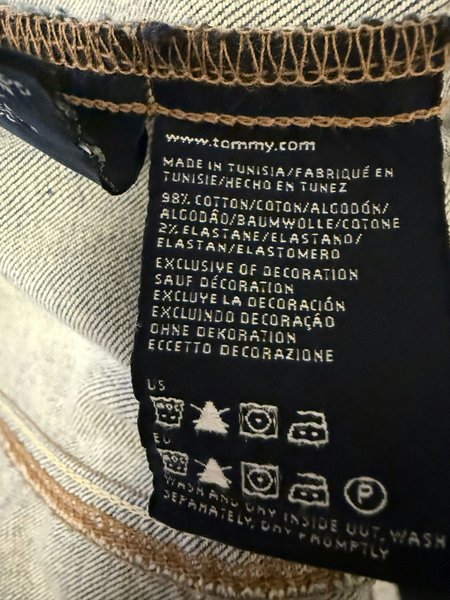 www.tommy.com
MADE IN TUNISIA/FABRIQUÉ EN
TUNISIE/HECHO EN TUNEZ
98% COTTON/COTON/ALGODÓN/
ALGODÃO/BAUMWOLLE/COTONE
2% ELASTANE/ELASTANO/
ELASTAN/ELASTOMERO
EXCLUSIVE OF DECORATION
SAUF DÉCORATION
EXCLUYE LA DECORACIÓN
EXCLUINDO DECORAÇÃO
OHNE DEKORATION
ECCETTO DECORAZIONE
US
EU
P
WASH AND DRY INSIDE OUT, WASH
SEPARATELY, DRY PROMPTLY